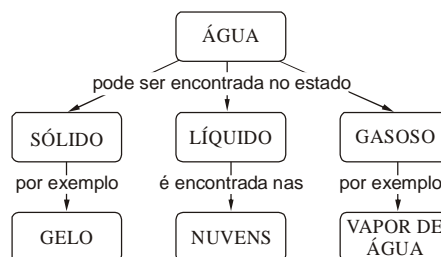 ÁGUA
pode ser encontrada no estado
SÓLIDO
LÍQUIDO
GASOSO
por exemplo
é encontrada nas
por exemplo
GELO
NUVENS
VAPOR DE
ÁGUA